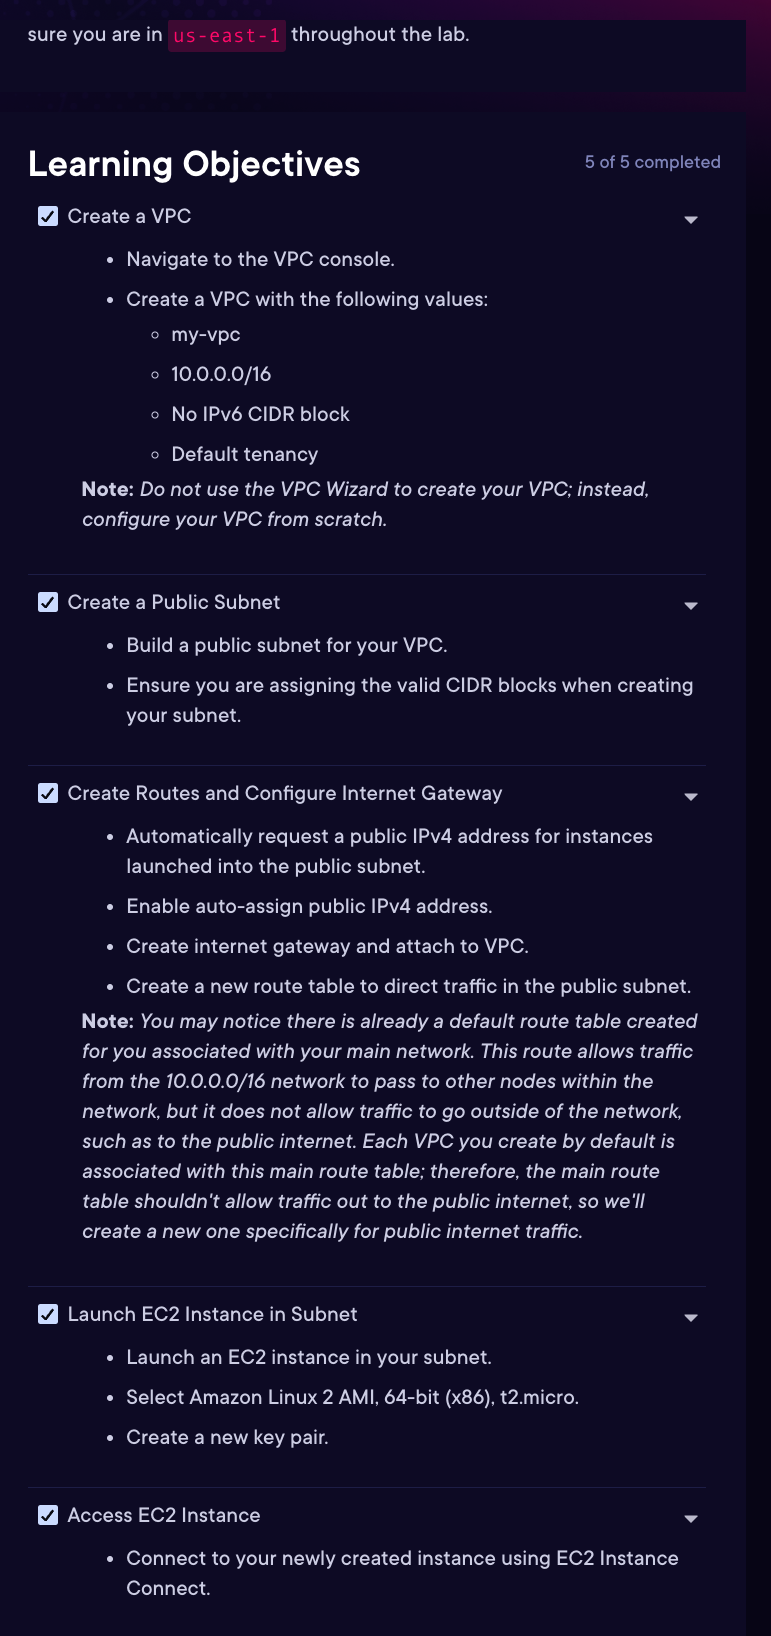 sure you are in us-east-1 throughout the lab.
Learning Objectives
5 of 5 completed
Create a VPC
Navigate to the VPC console.
Create a VPC with the following values:
my-vpc
10.0.0.0/16
No IPv6 CIDR block
Default tenancy
Note: Do not use the VPC Wizard to create your VPC; instead,
configure your VPC from scratch.
Create a Public Subnet
Build a public subnet for your VPC.
Ensure you are assigning the valid CIDR blocks when creating
your subnet.
Create Routes and Configure Internet Gateway
Automatically request a public IPv4 address for instances
launched into the public subnet.
Enable auto-assign public IPv4 address.
Create internet gateway and attach to VPC.
Create a new route table to direct traffic in the public subnet.
Note: You may notice there is already a default route table created
for you associated with your main network. This route allows traffic
from the 10.0.0.0/16 network to pass to other nodes within the
network, but it does not allow traffic to go outside of the network,
such as to the public internet. Each VPC you create by default is
associated with this main route table; therefore, the main route
table shouldn't allow traffic out to the public internet, so we'll
create a new one specifically for public internet traffic.
Launch EC2 Instance in Subnet
Launch an EC2 instance in your subnet.
Select Amazon Linux 2 AMI, 64-bit (x86), t2.micro.
Create a new key pair.
Access EC2 Instance
Connect to your newly created instance using EC2 Instance
Connect.